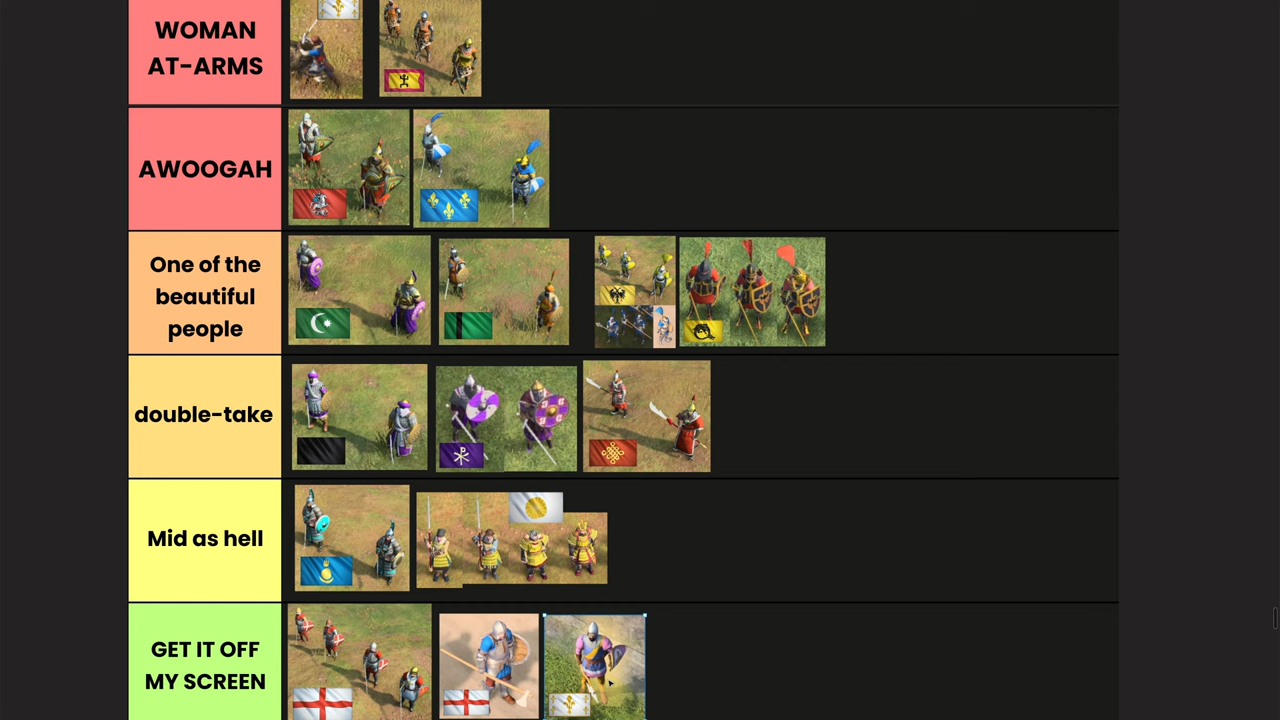 WOMAN
AT-ARMS
AWOOGAH
One of the
beautiful
people
double-take
Mid as hell
GET IT OFF
MY SCREEN